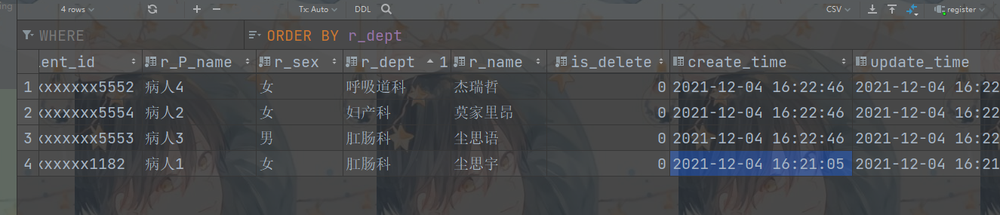 ing 4 rows Tx: Auto DDL CSV register
WHERE ORDER BY r_dept
ent_id r_P_name r_sex r_dept 1 r_name is_delete create_time update_time
1 xxxxxxx5552 病人4 女 呼吸道科 杰瑞哲 0 2021-12-04 16:22:46 2021-12-04 16:22
2 xxxxxxx5554 病人2 女 妇产科 莫家里昂 0 2021-12-04 16:22:46 2021-12-04 16:22
3 xxxxxxx5553 病人3 男 肛肠科 尘思语 0 2021-12-04 16:22:46 2021-12-04 16:22
4 xxxxxx1182 病人1 女 肛肠科 尘思宇 0 2021-12-04 16:21:05 2021-12-04 16:21